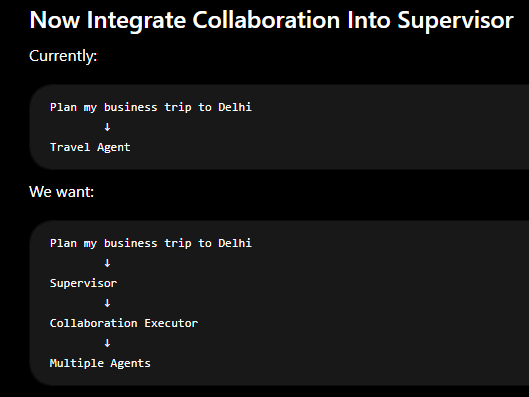 Now Integrate Collaboration Into Supervisor
Currently:
Plan my business trip to Delhi
↓
Travel Agent
We want:
Plan my business trip to Delhi
↓
Supervisor
↓
Collaboration Executor
↓
Multiple Agents